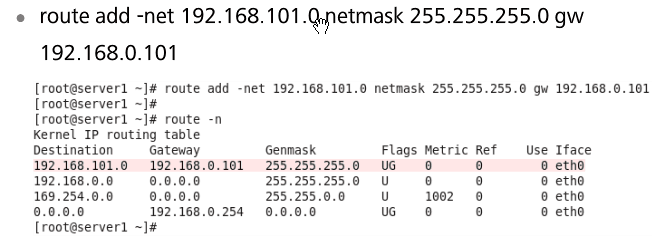 • route add -net 192.168.101.0 netmask 255.255.255.0 gw
192.168.0.101
[root@server1 ~]# route add -net 192.168.101.0 netmask 255.255.255.0 gw 192.168.0.101
[root@server1 ~]#
[root@server1 ~]# route -n
Kernel IP routing table
Destination     Gateway         Genmask         Flags Metric Ref    Use Iface
192.168.101.0   192.168.0.101   255.255.255.0   UG    0      0        0 eth0
192.168.0.0     0.0.0.0         255.255.255.0   U     0      0        0 eth0
169.254.0.0     0.0.0.0         255.255.0.0     U     1002   0        0 eth0
0.0.0.0         192.168.0.254   0.0.0.0         UG    0      0        0 eth0
[root@server1 ~]#